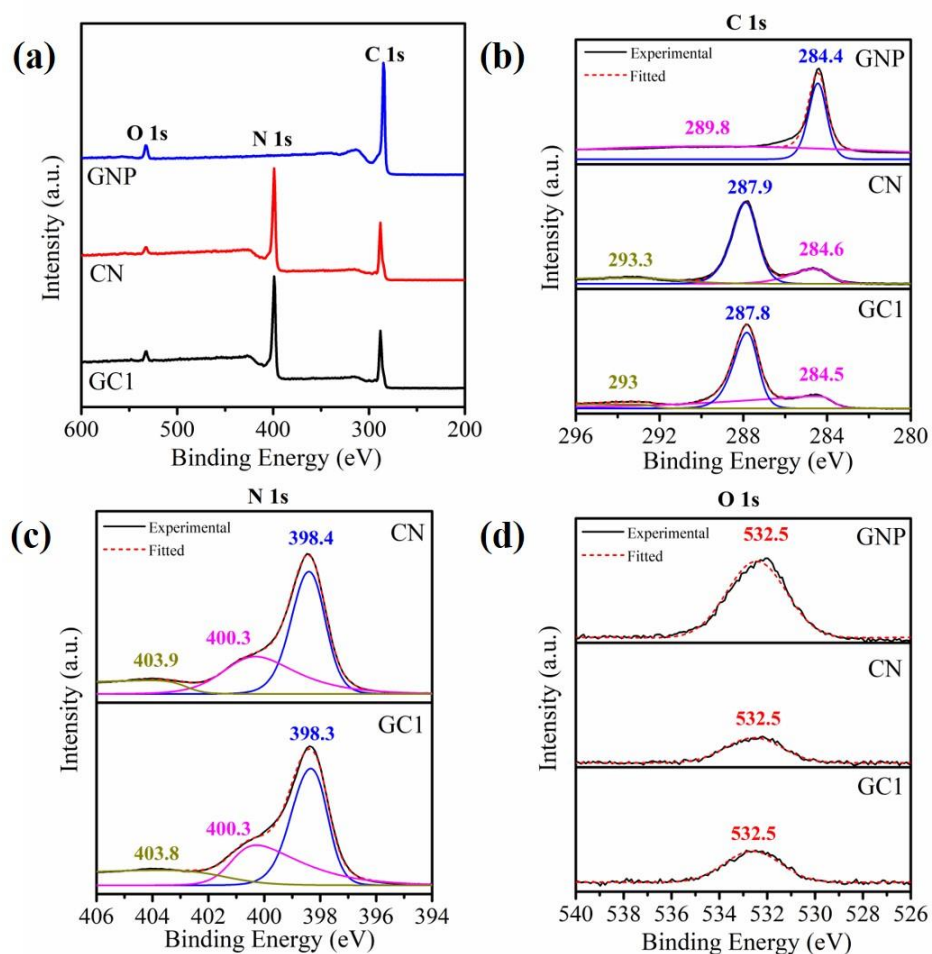 (a)
C 1s
O 1s
N 1s
GNP
CN
GC1
Intensity (a.u.)
600 500 400 300 200
Binding Energy (eV)
(b)
C 1s
Experimental
Fitted
GNP
284.4
289.8
CN
287.9
284.6
293.3
GC1
287.8
293
284.5
Intensity (a.u.)
296 292 288 284 280
Binding Energy (eV)
(c)
N 1s
Experimental
Fitted
CN
398.4
400.3
403.9
GC1
398.3
400.3
403.8
Intensity (a.u.)
406 404 402 400 398 396 394
Binding Energy (eV)
(d)
O 1s
Experimental
Fitted
GNP
532.5
CN
532.5
GC1
532.5
Intensity (a.u.)
540 538 536 534 532 530 528 526
Binding Energy (eV)